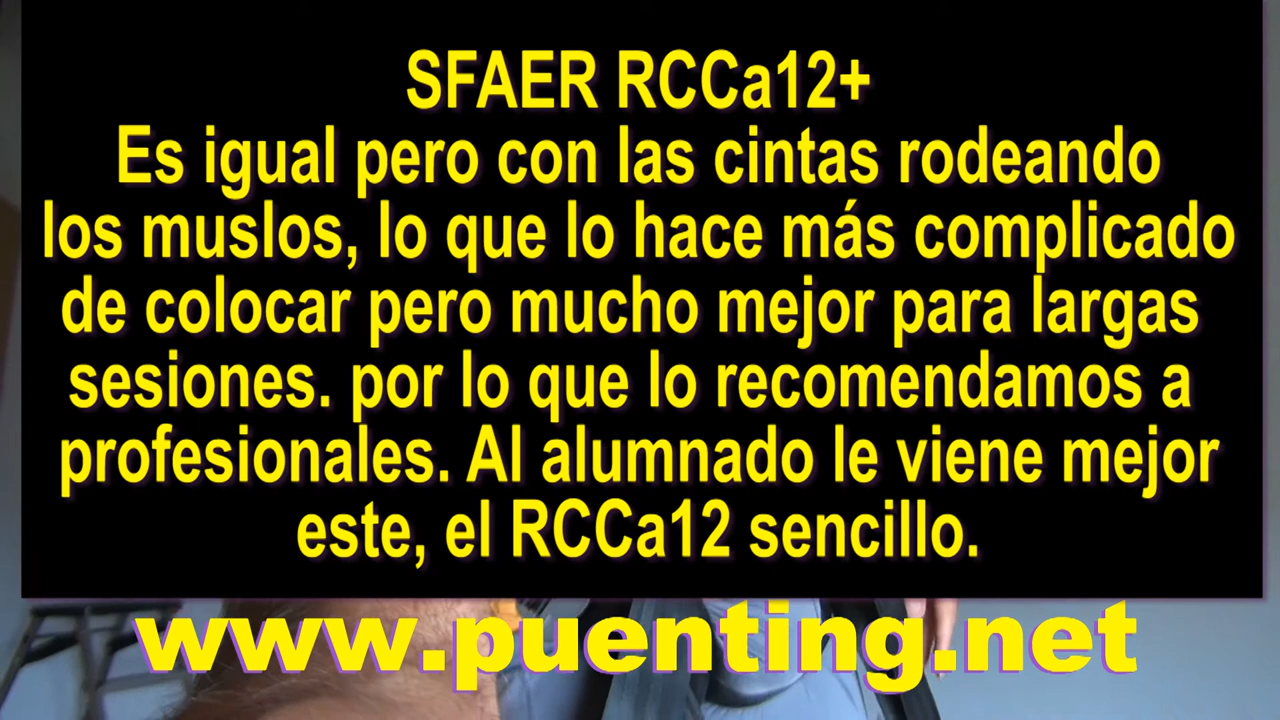 SFAER RCCa12+
Es igual pero con las cintas rodeando
los muslos, lo que lo hace más complicado
de colocar pero mucho mejor para largas
sesiones. por lo que lo recomendamos a
profesionales. Al alumnado le viene mejor
este, el RCCa12 sencillo.
www.puenting.net